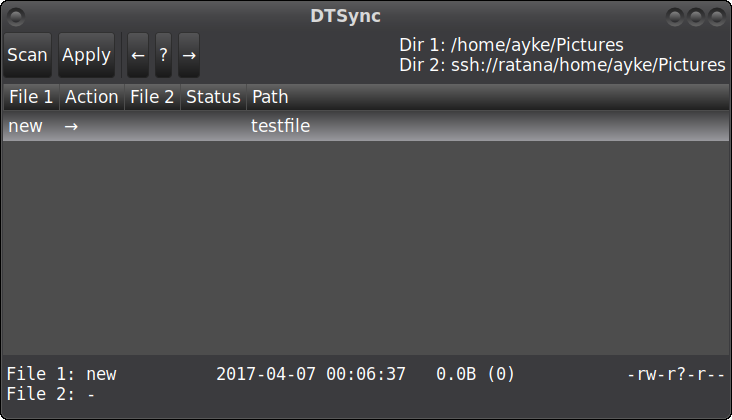 DTSync
Scan Apply ← ? →
Dir 1: /home/ayke/Pictures
Dir 2: ssh://ratana/home/ayke/Pictures
File 1 Action File 2 Status Path
new → testfile
File 1: new 2017-04-07 00:06:37 0.0B (0) -rw-r?-r--
File 2: -